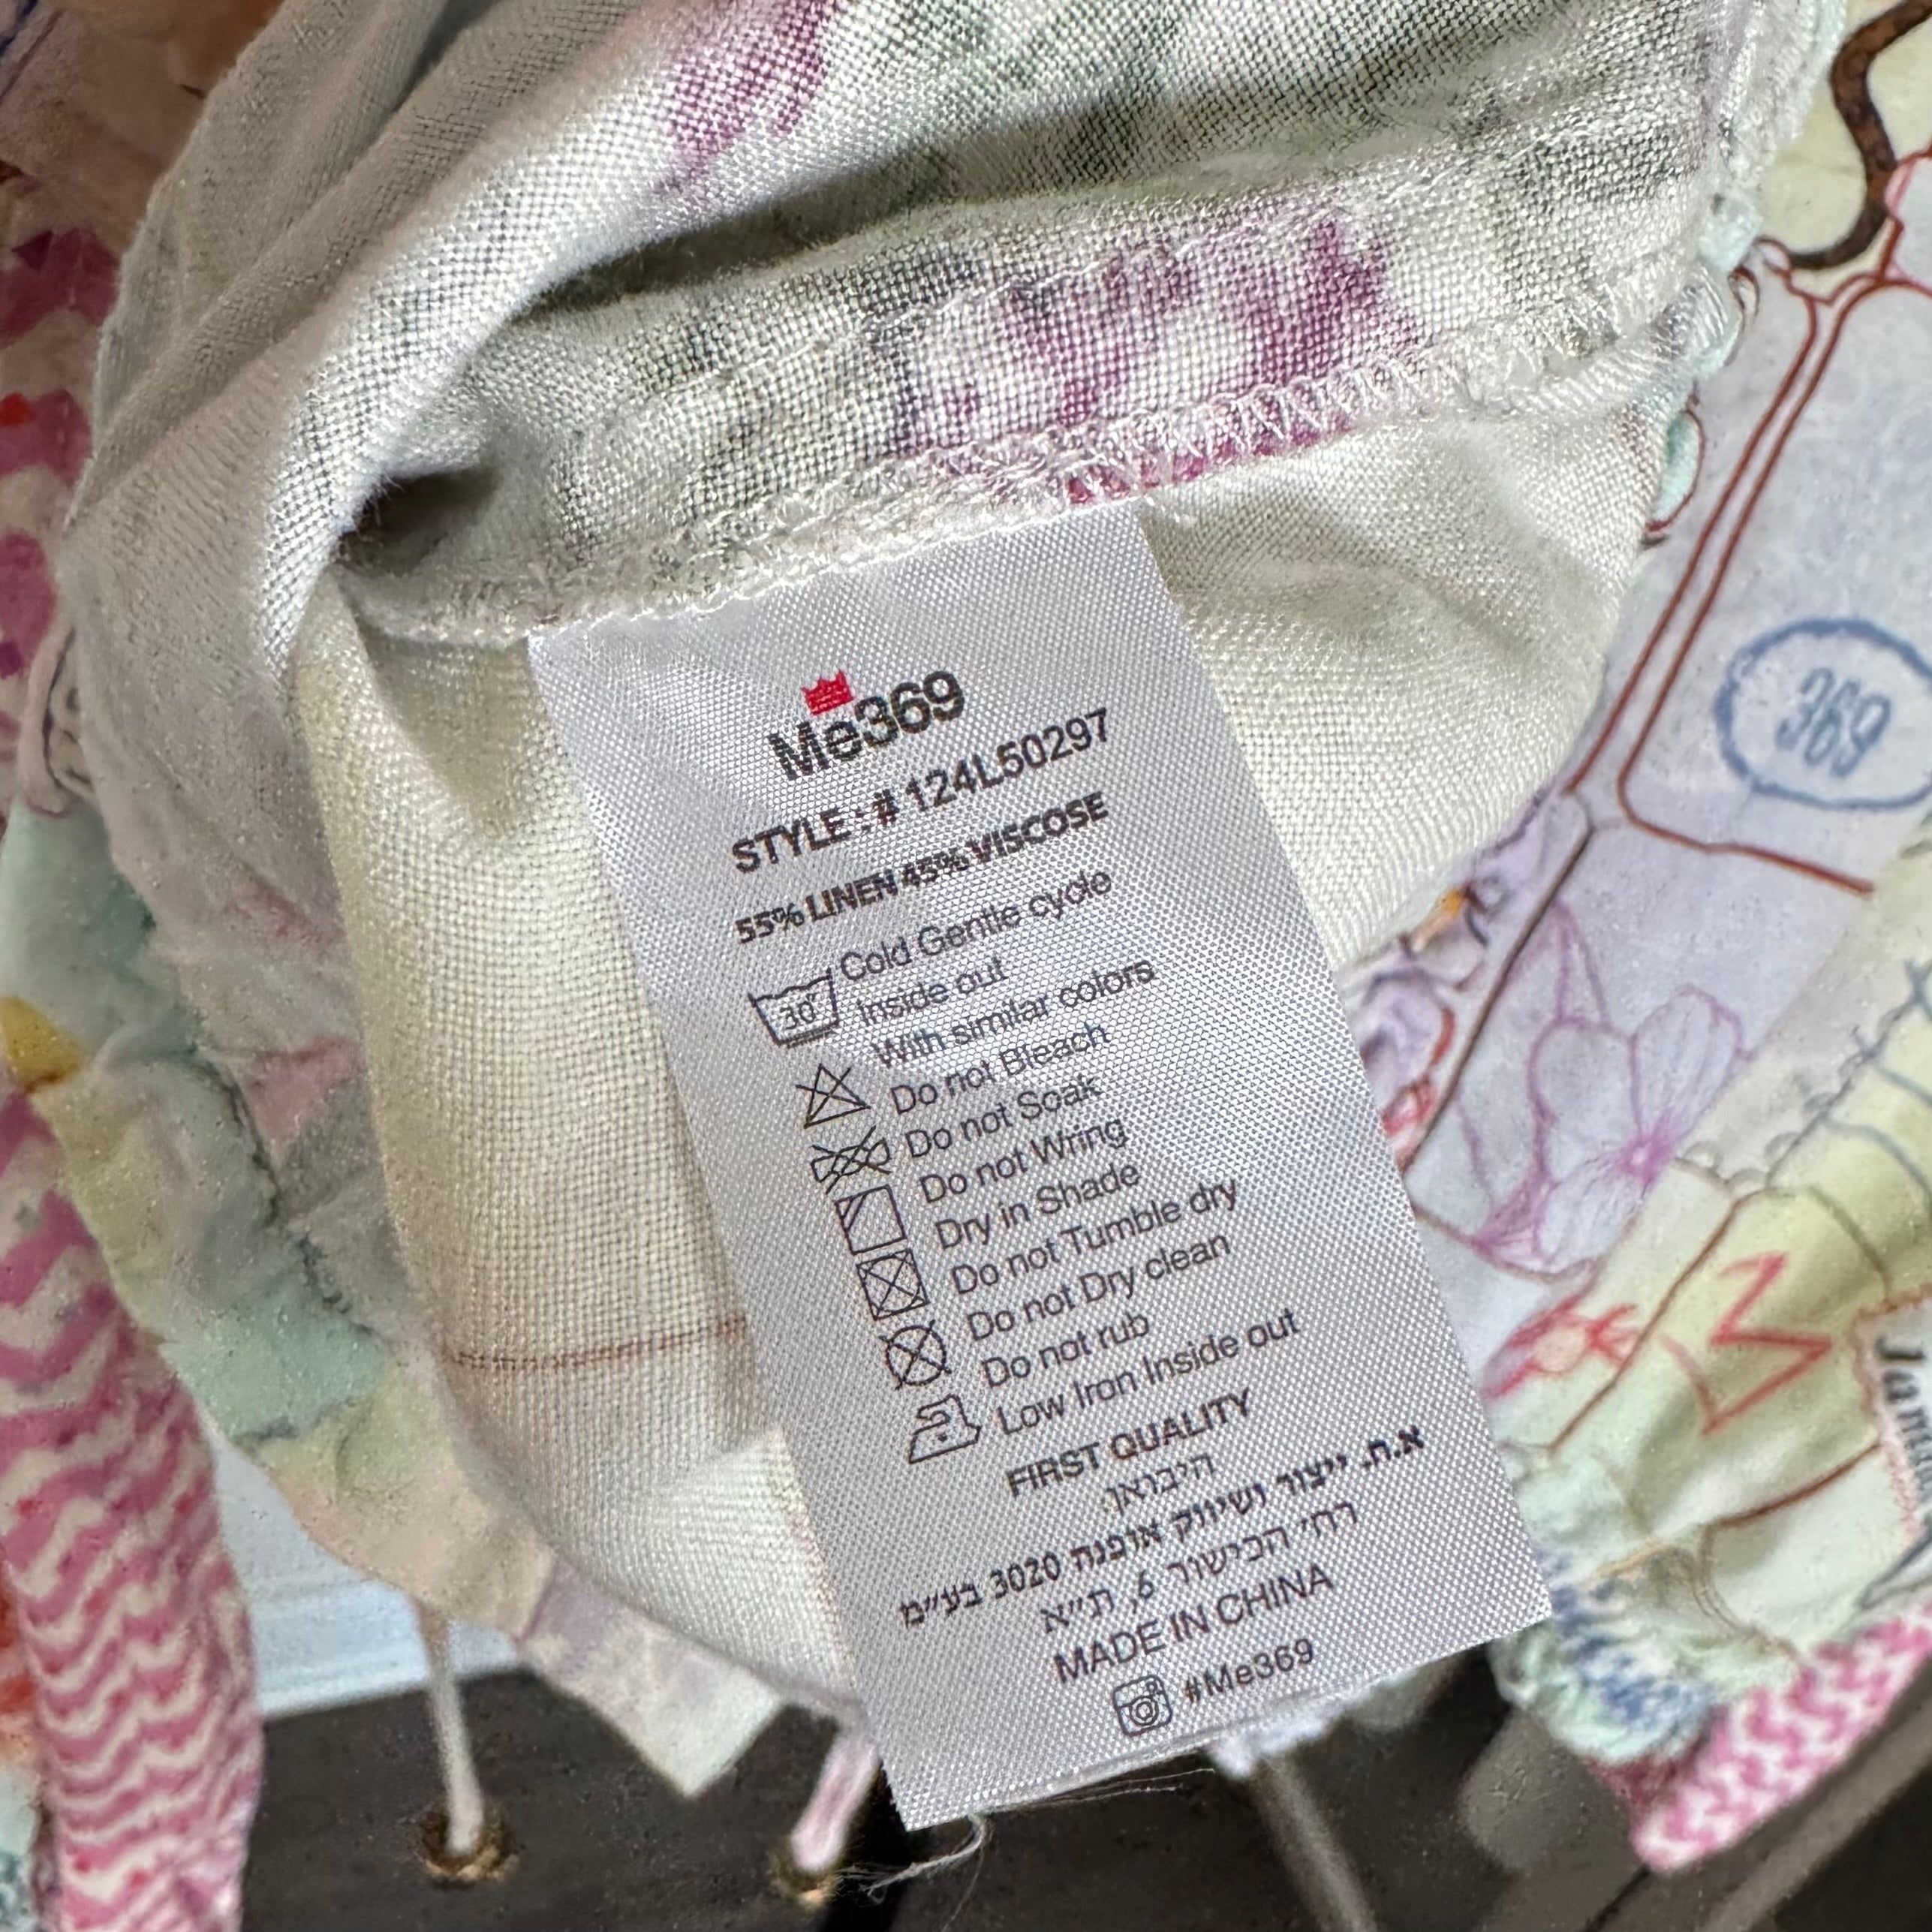 Me369
STYLE : # 124L50297
55% LINEN 45% VISCOSE
30°
Cold Gentle cycle
Inside out
With similar colors
Do not Bleach
Do not Soak
Do not Wring
Dry in Shade
Do not Tumble dry
Do not Dry clean
Do not rub
Low Iron Inside out
FIRST QUALITY
היבואן:
א.ח. ייצור ושיווק אופנה 3020 בע״מ
רח׳ הכישור 6, ת״א
MADE IN CHINA
#Me369
369